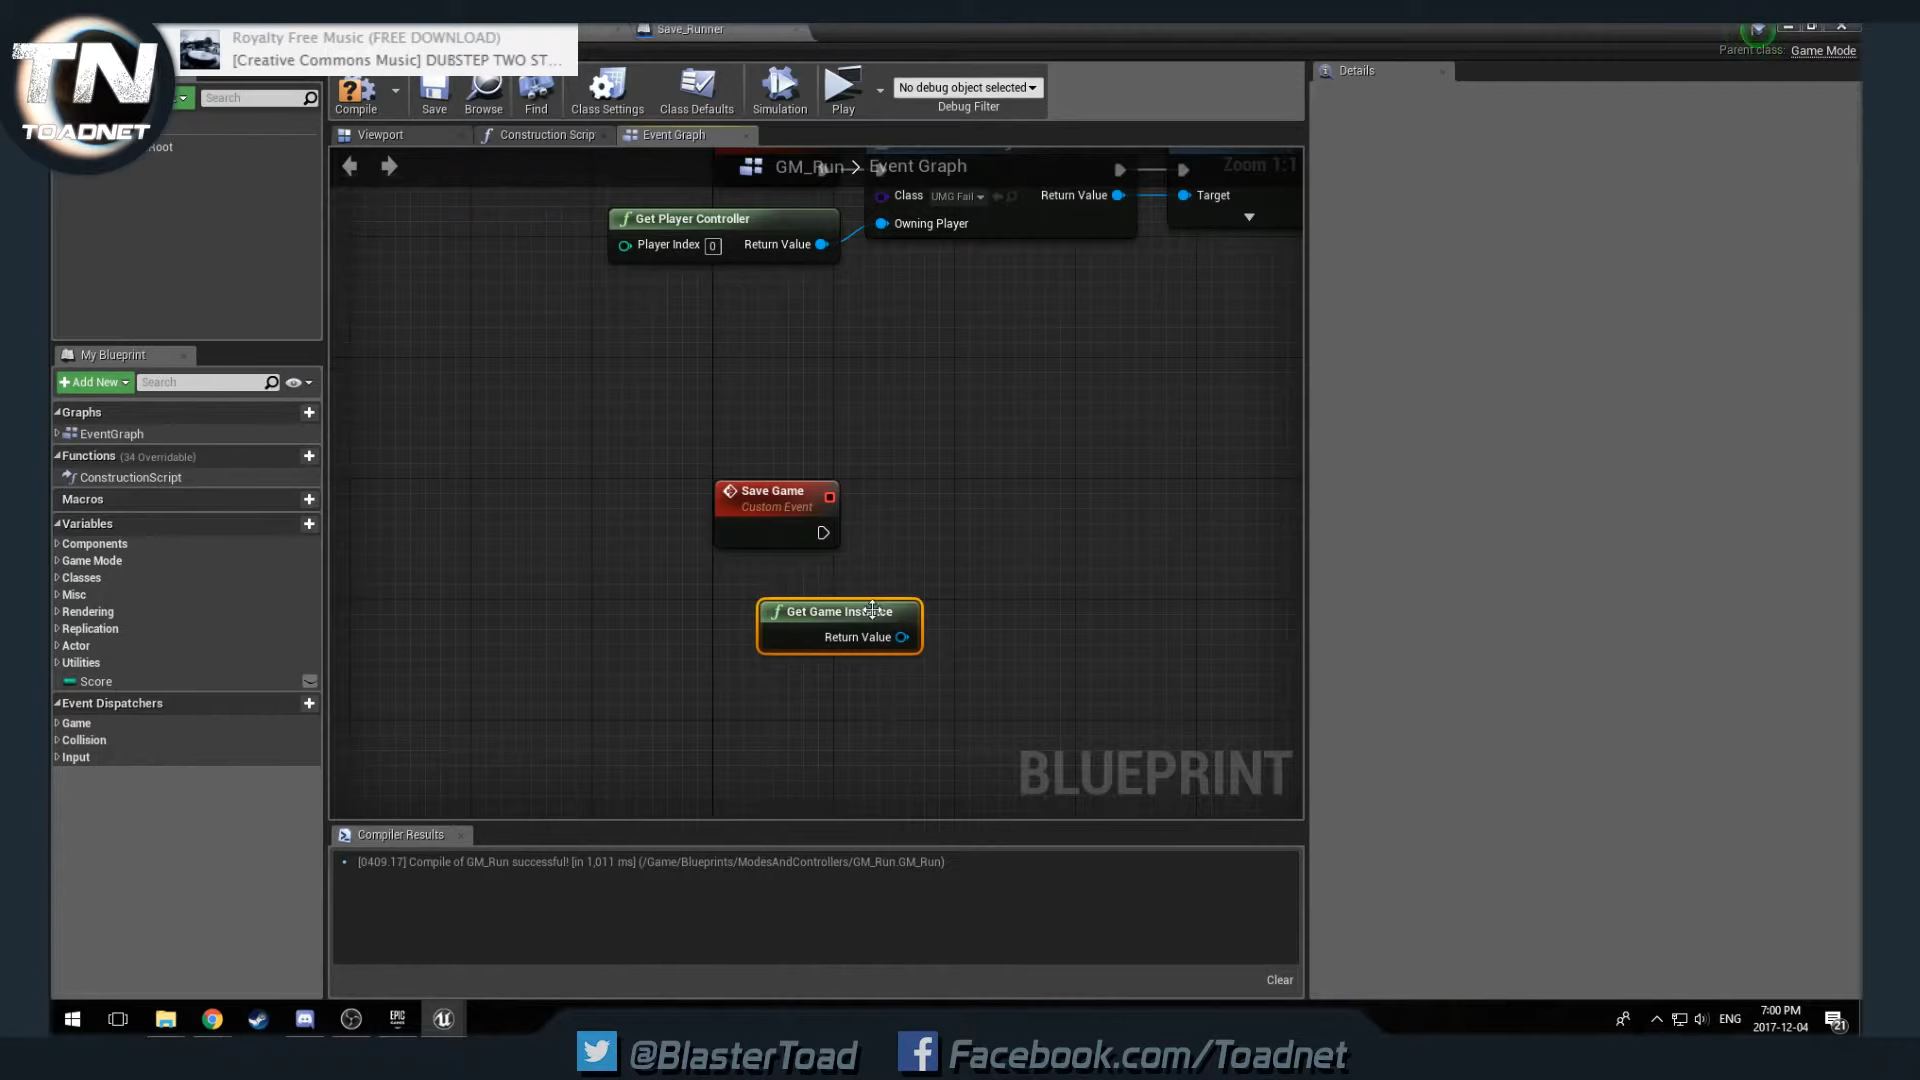 Royalty Free Music (FREE DOWNLOAD)
[Creative Commons Music] DUBSTEP TWO ST...
TN
TOADNET
Save_Runner
Parent class: Game Mode
Search
Compile
Save
Browse
Find
Class Settings
Class Defaults
Simulation
Play
No debug object selected
Debug Filter
Details
Viewport
Construction Scrip
Event Graph
GM_Run > Event Graph
Zoom 1:1
Class UMG Fail
Return Value
Target
Owning Player
Get Player Controller
Player Index 0
Return Value
My Blueprint
Add New
Search
Graphs
EventGraph
Functions (34 Overridable)
ConstructionScript
Macros
Variables
Components
Game Mode
Classes
Misc
Rendering
Replication
Actor
Utilities
Score
Event Dispatchers
Game
Collision
Input
Save Game
Custom Event
Get Game Instance
Return Value
BLUEPRINT
Compiler Results
[0409.17] Compile of GM_Run successful! [in 1,011 ms] (/Game/Blueprints/ModesAndControllers/GM_Run.GM_Run)
Clear
EPIC GAMES
ENG
7:00 PM
2017-12-04
21
@BlasterToad
Facebook.com/Toadnet